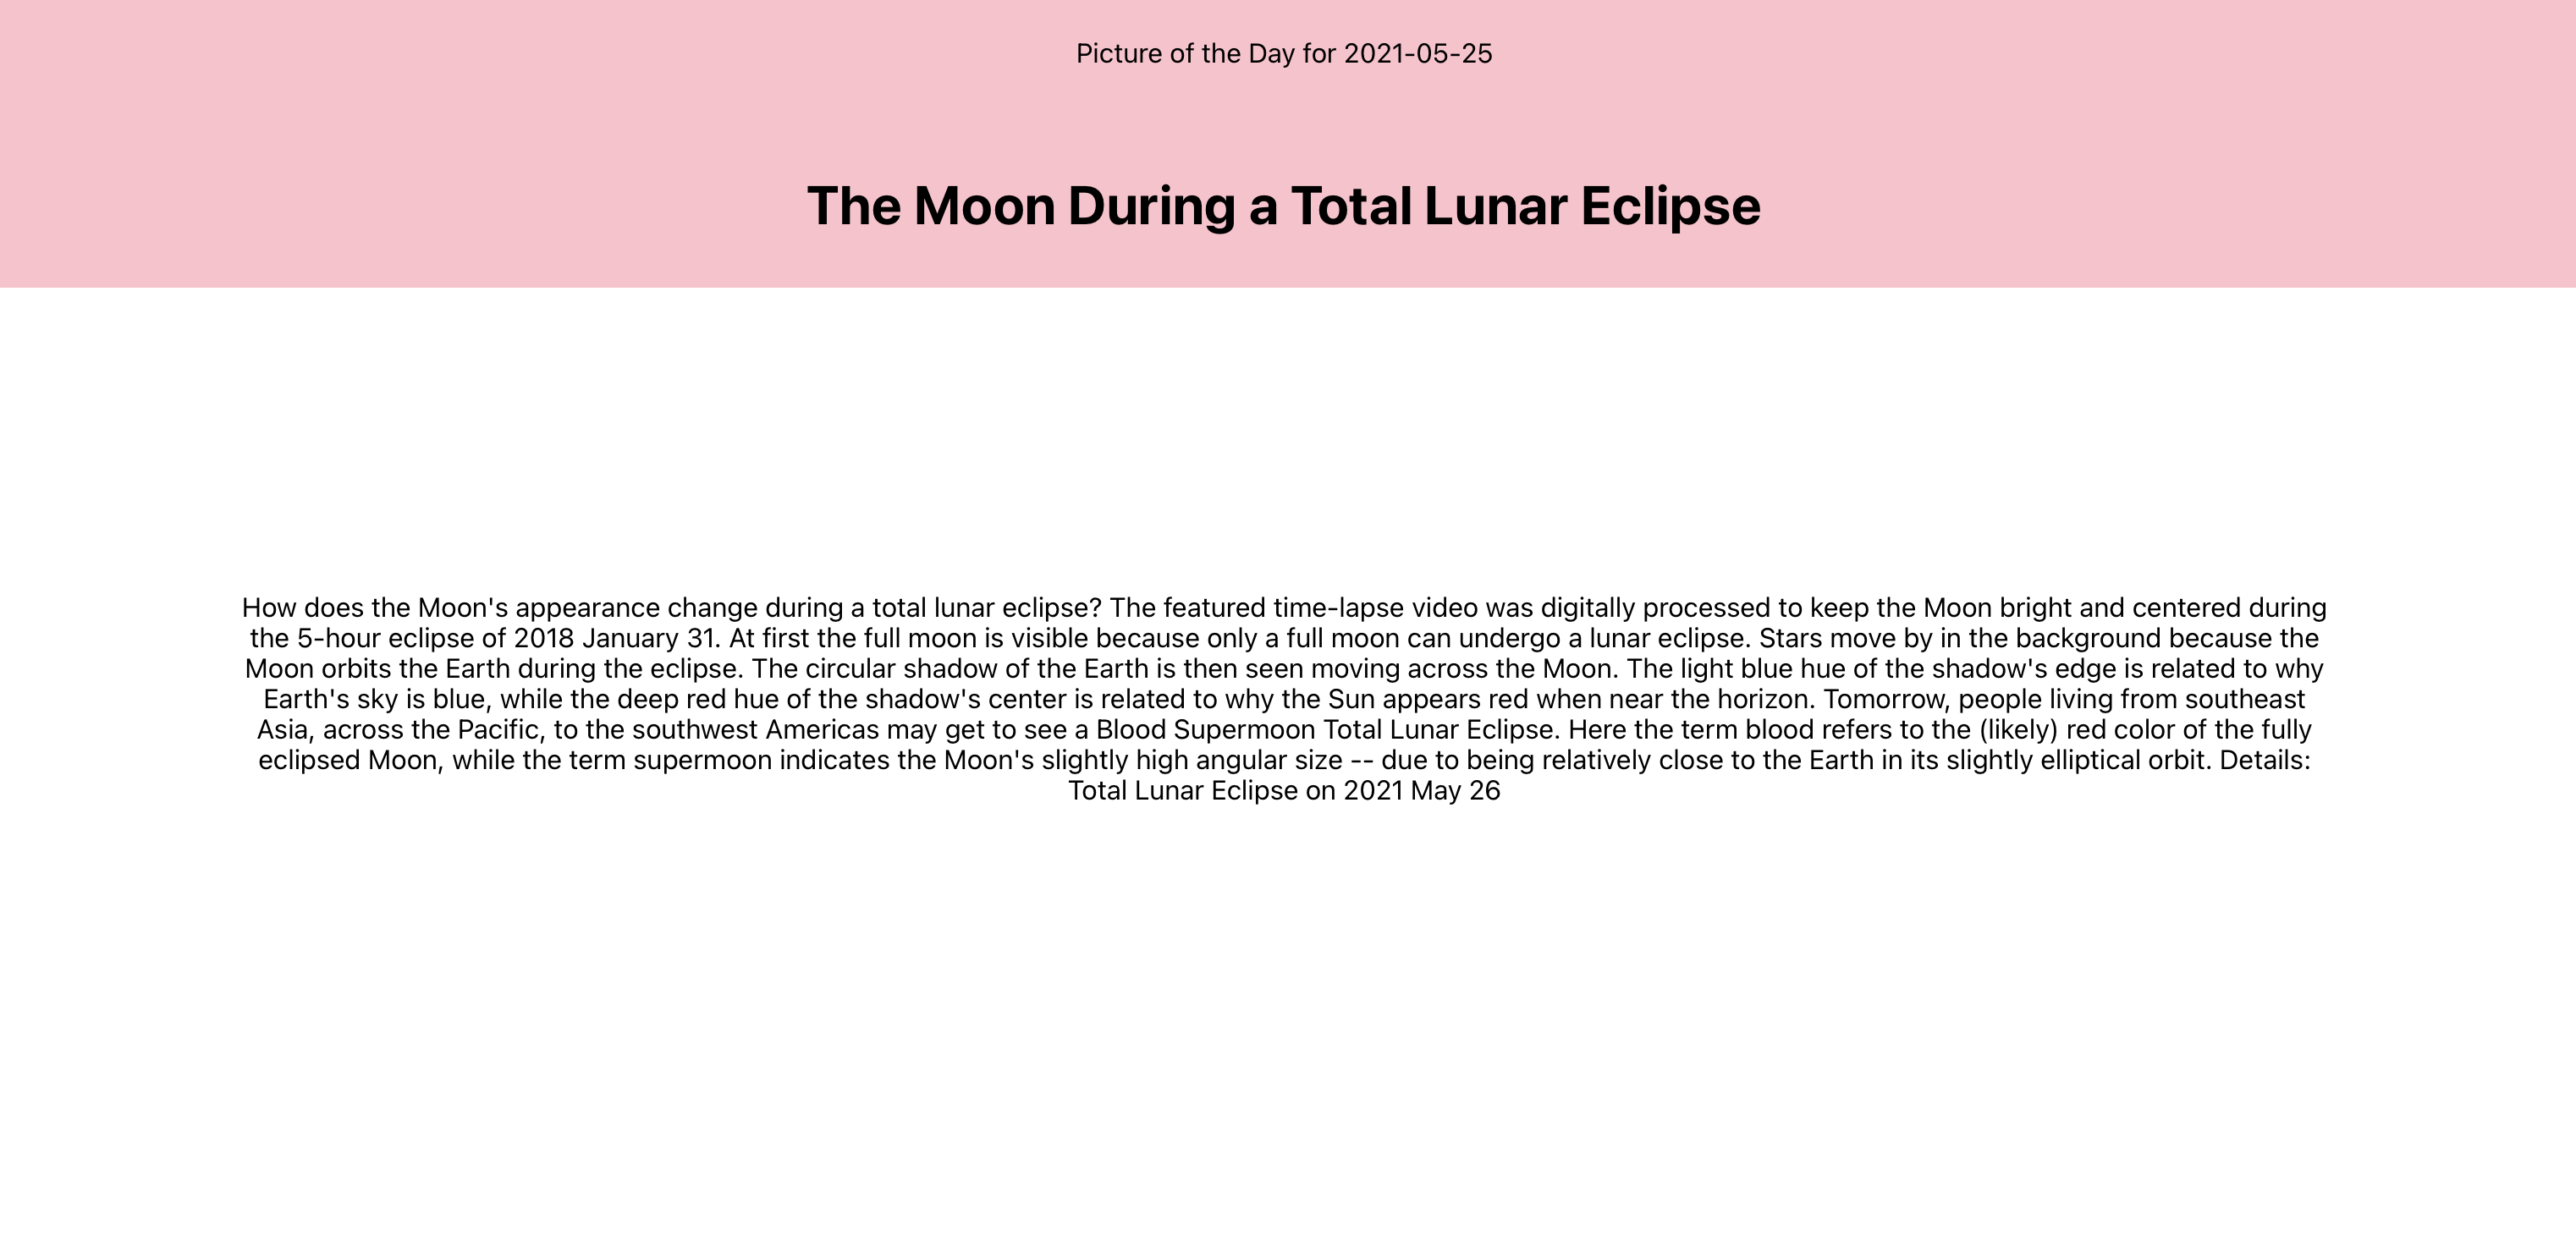 Picture of the Day for 2021-05-25
The Moon During a Total Lunar Eclipse
How does the Moon's appearance change during a total lunar eclipse? The featured time-lapse video was digitally processed to keep the Moon bright and centered during
the 5-hour eclipse of 2018 January 31. At first the full moon is visible because only a full moon can undergo a lunar eclipse. Stars move by in the background because the
Moon orbits the Earth during the eclipse. The circular shadow of the Earth is then seen moving across the Moon. The light blue hue of the shadow's edge is related to why
Earth's sky is blue, while the deep red hue of the shadow's center is related to why the Sun appears red when near the horizon. Tomorrow, people living from southeast
Asia, across the Pacific, to the southwest Americas may get to see a Blood Supermoon Total Lunar Eclipse. Here the term blood refers to the (likely) red color of the fully
eclipsed Moon, while the term supermoon indicates the Moon's slightly high angular size -- due to being relatively close to the Earth in its slightly elliptical orbit. Details:
Total Lunar Eclipse on 2021 May 26